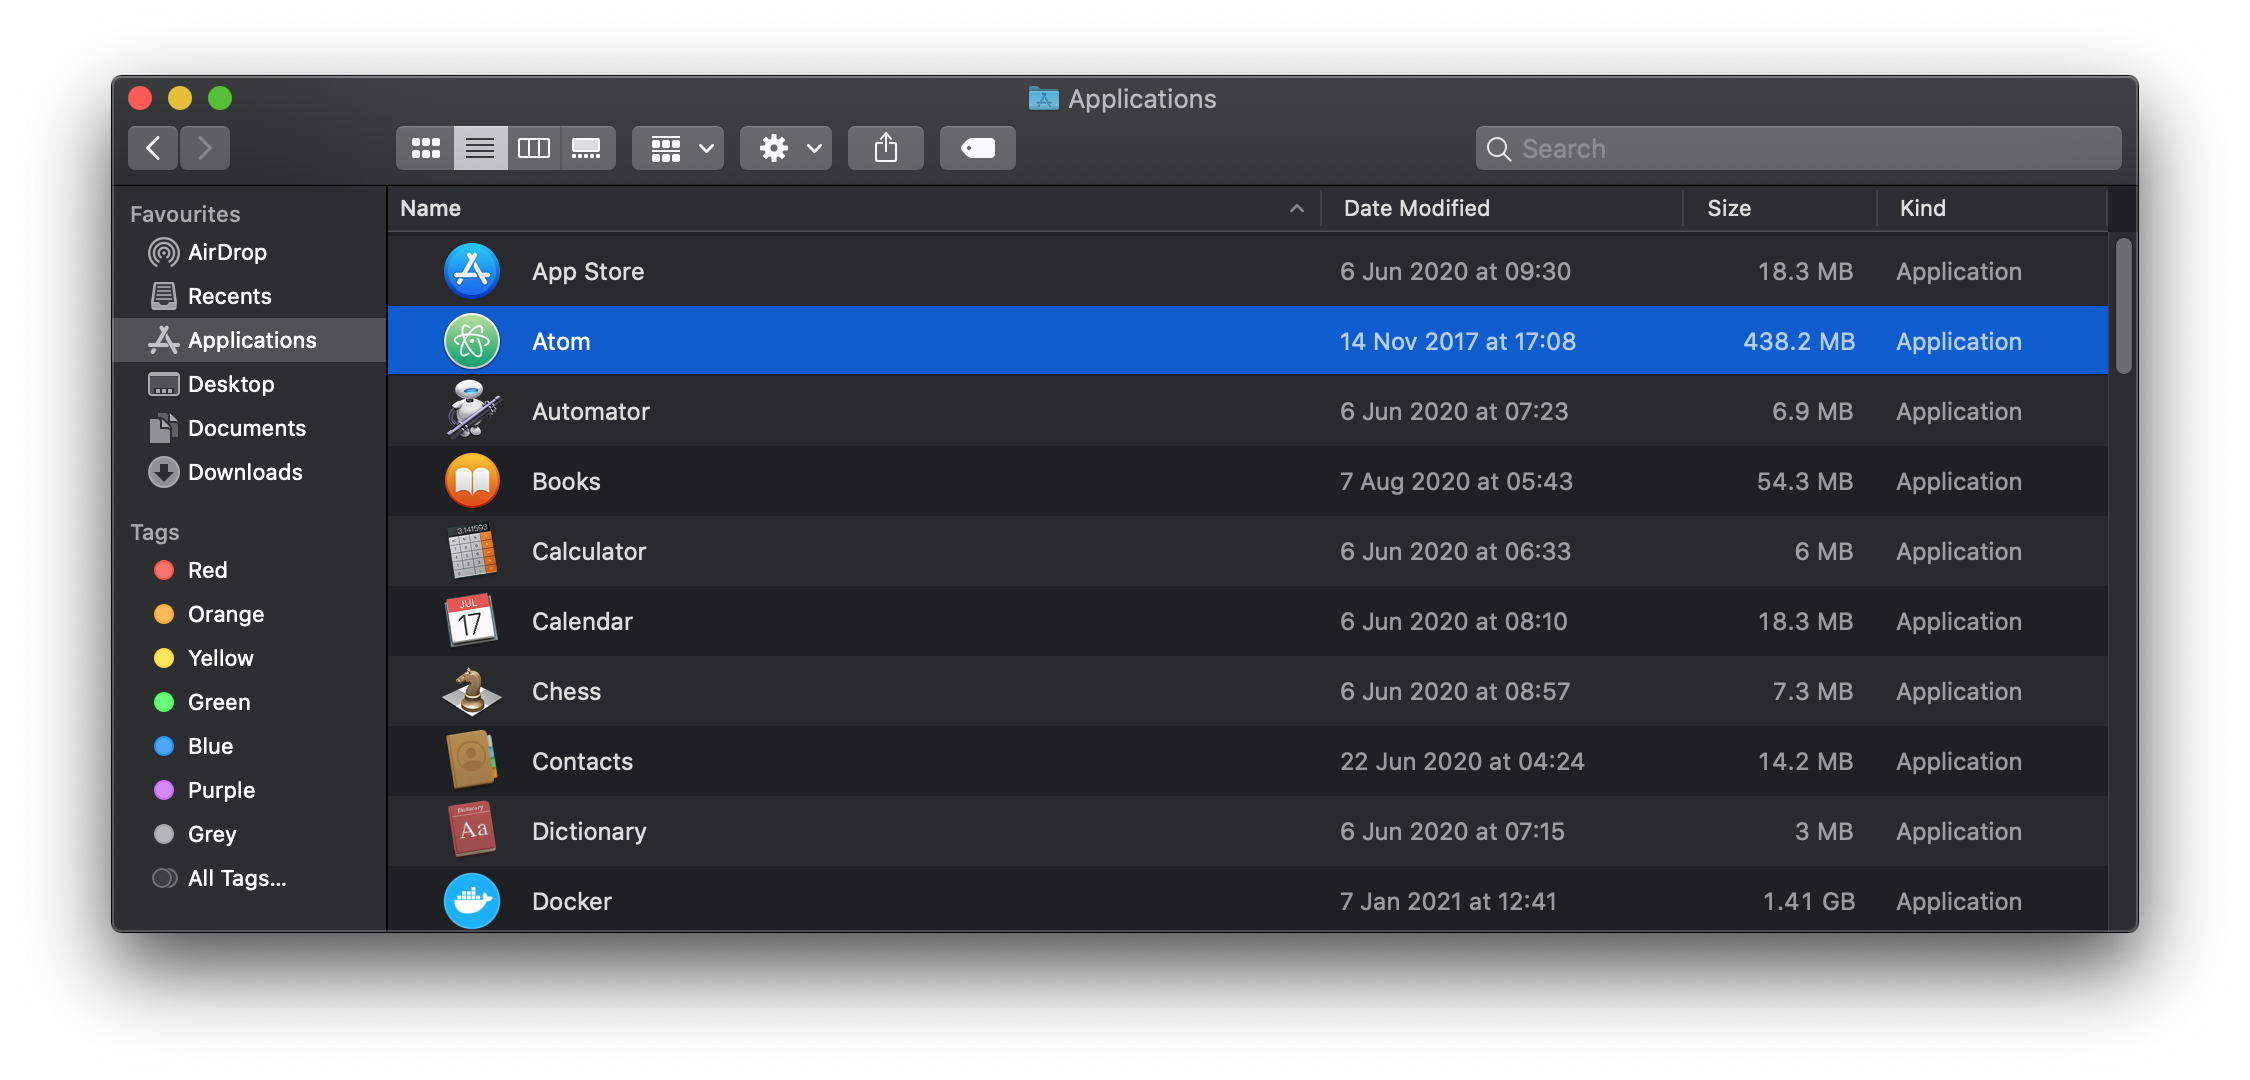 Applications
Search
Favourites
AirDrop
Recents
Applications
Desktop
Documents
Downloads
Tags
Red
Orange
Yellow
Green
Blue
Purple
Grey
All Tags...
Name Date Modified Size Kind
App Store 6 Jun 2020 at 09:30 18.3 MB Application
Atom 14 Nov 2017 at 17:08 438.2 MB Application
Automator 6 Jun 2020 at 07:23 6.9 MB Application
Books 7 Aug 2020 at 05:43 54.3 MB Application
3.141593
Calculator 6 Jun 2020 at 06:33 6 MB Application
JUL
17
Calendar 6 Jun 2020 at 08:10 18.3 MB Application
Chess 6 Jun 2020 at 08:57 7.3 MB Application
Contacts 22 Jun 2020 at 04:24 14.2 MB Application
Dictionary
Aa
Dictionary 6 Jun 2020 at 07:15 3 MB Application
Docker 7 Jan 2021 at 12:41 1.41 GB Application